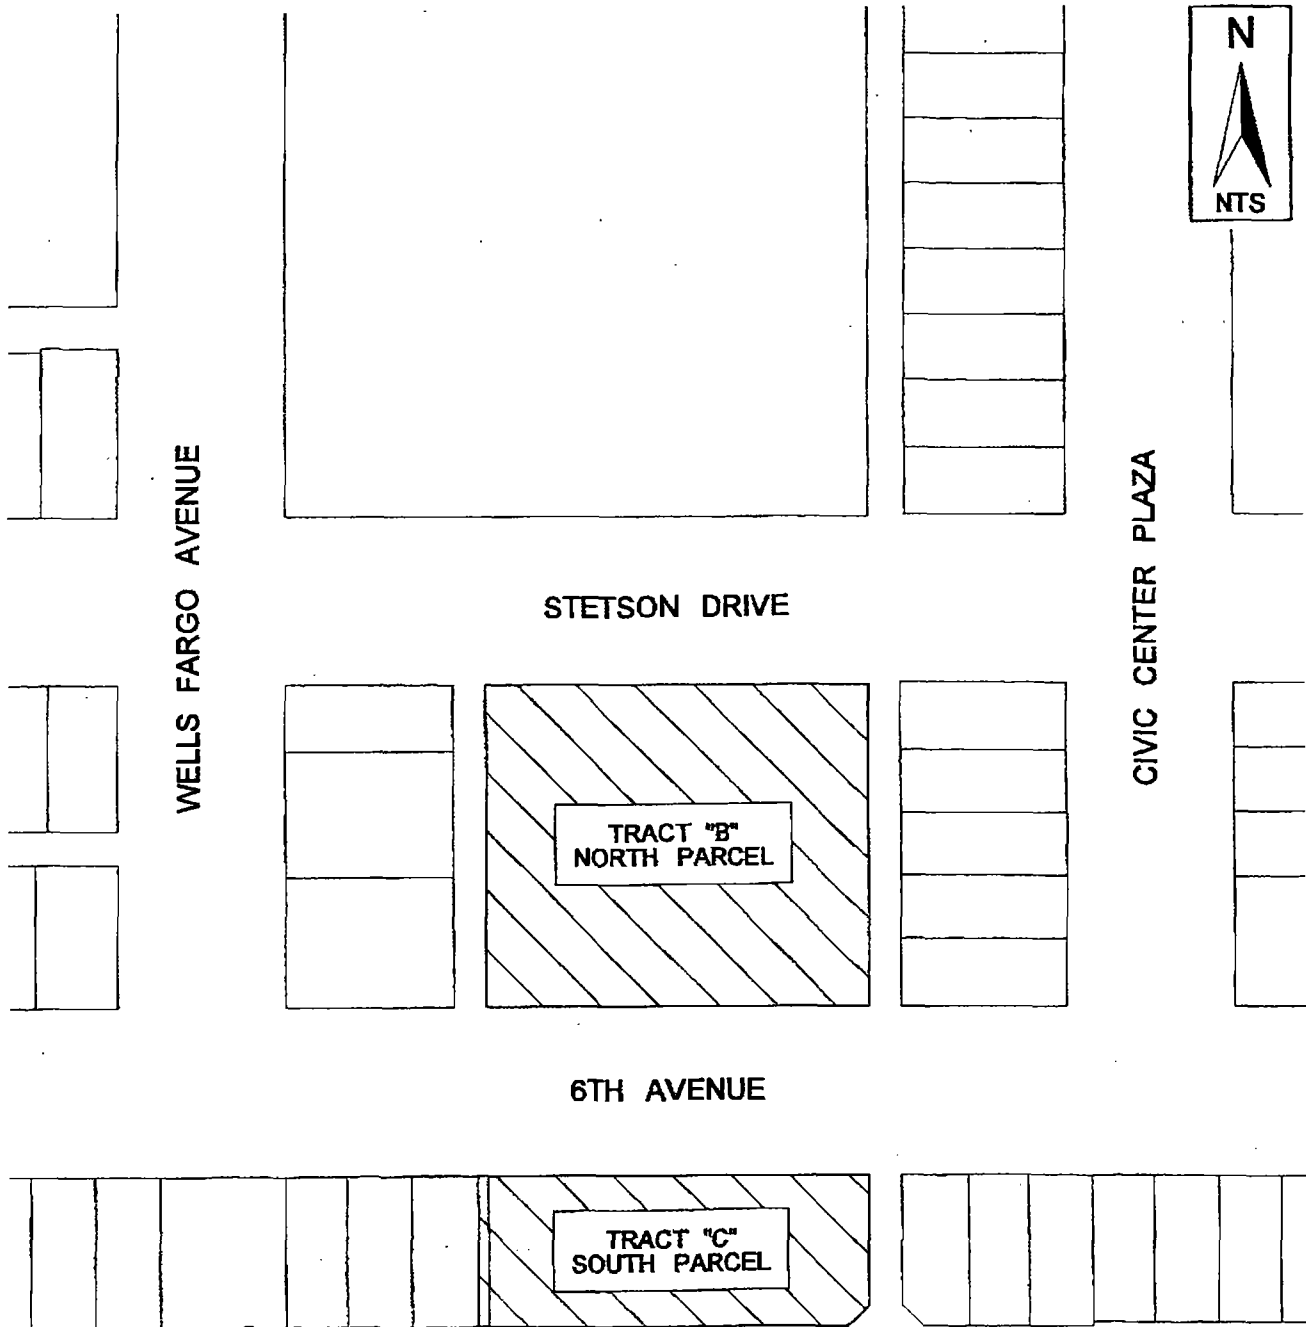 N
NTS
WELLS FARGO AVENUE
CIVIC CENTER PLAZA
STETSON DRIVE
TRACT "B"
NORTH PARCEL
6TH AVENUE
TRACT "C"
SOUTH PARCEL